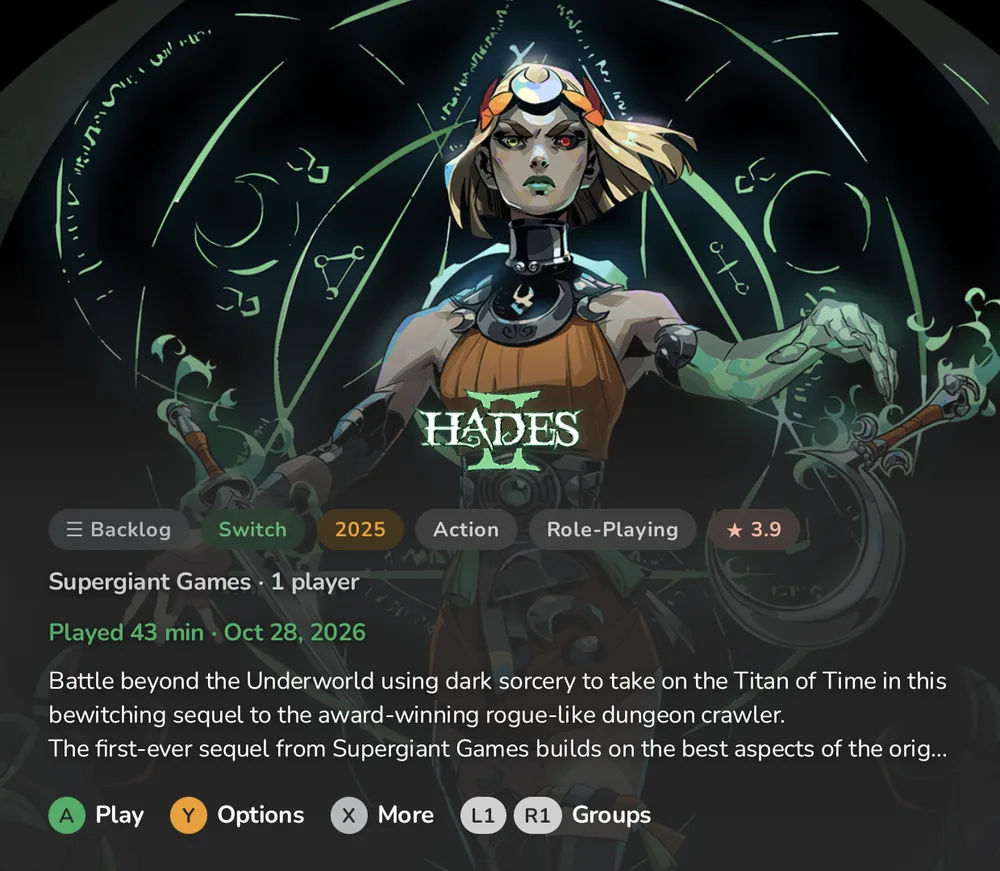 HADES
II
☰ Backlog Switch 2025 Action Role-Playing ★ 3.9
Supergiant Games · 1 player
Played 43 min · Oct 28, 2026
Battle beyond the Underworld using dark sorcery to take on the Titan of Time in this
bewitching sequel to the award-winning rogue-like dungeon crawler.
The first-ever sequel from Supergiant Games builds on the best aspects of the orig...
A Play Y Options X More L1 R1 Groups